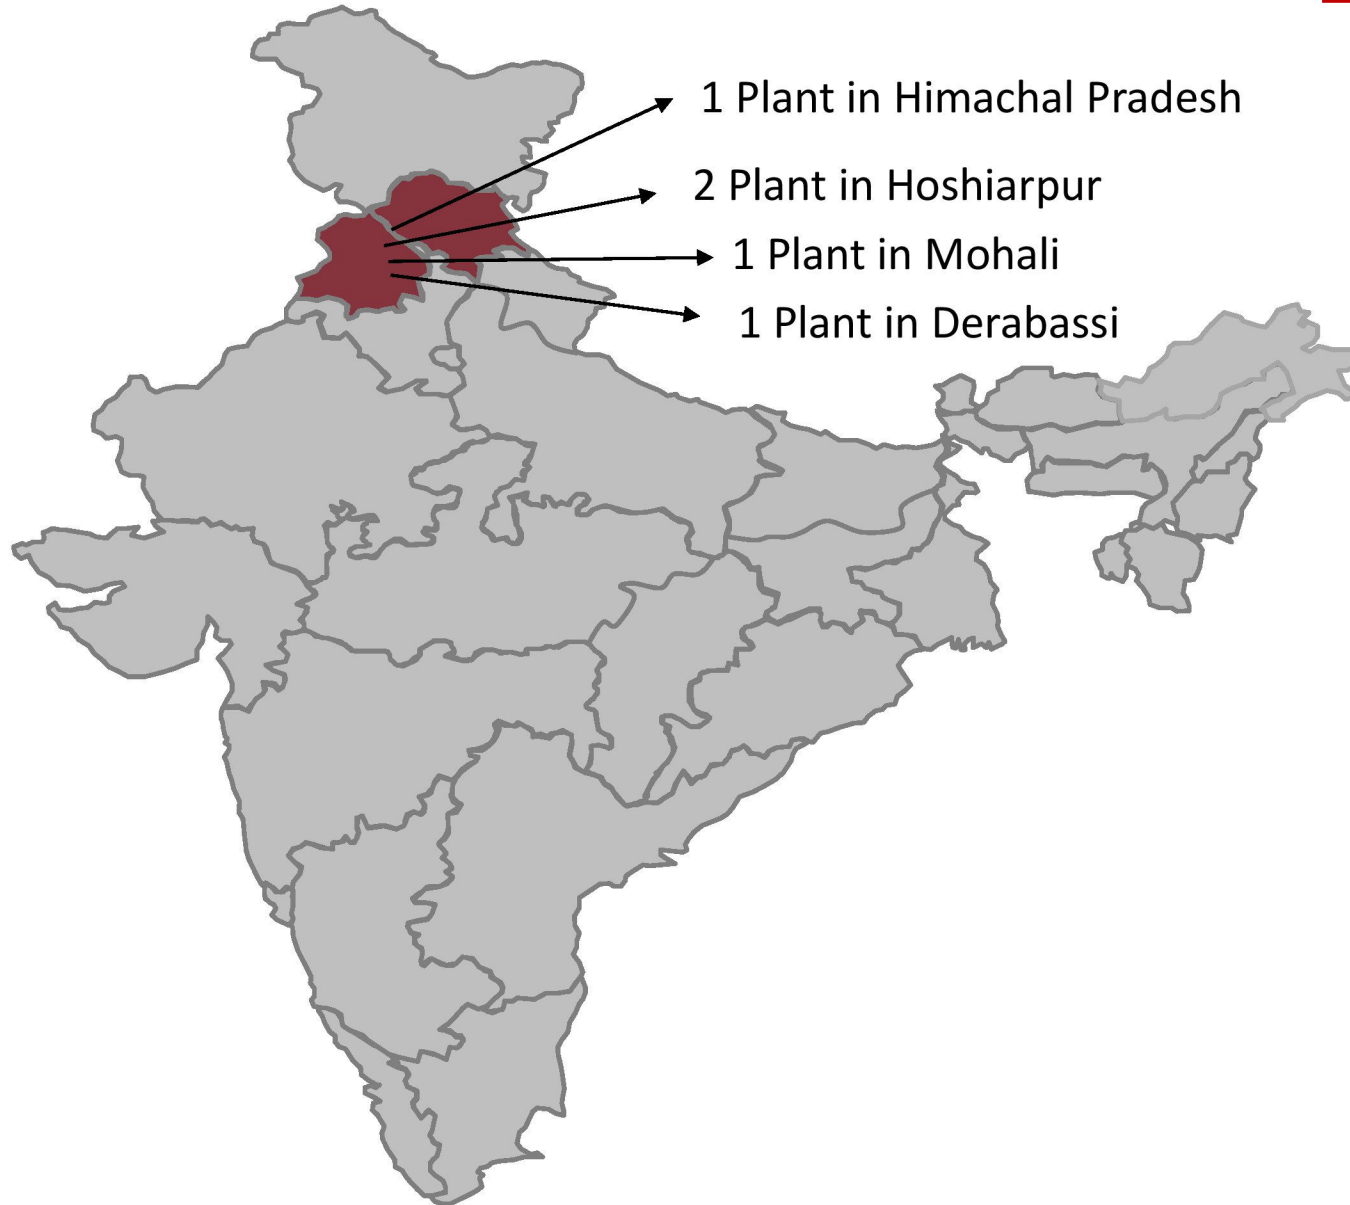 1 Plant in Himachal Pradesh
2 Plant in Hoshiarpur
1 Plant in Mohali
1 Plant in Derabassi